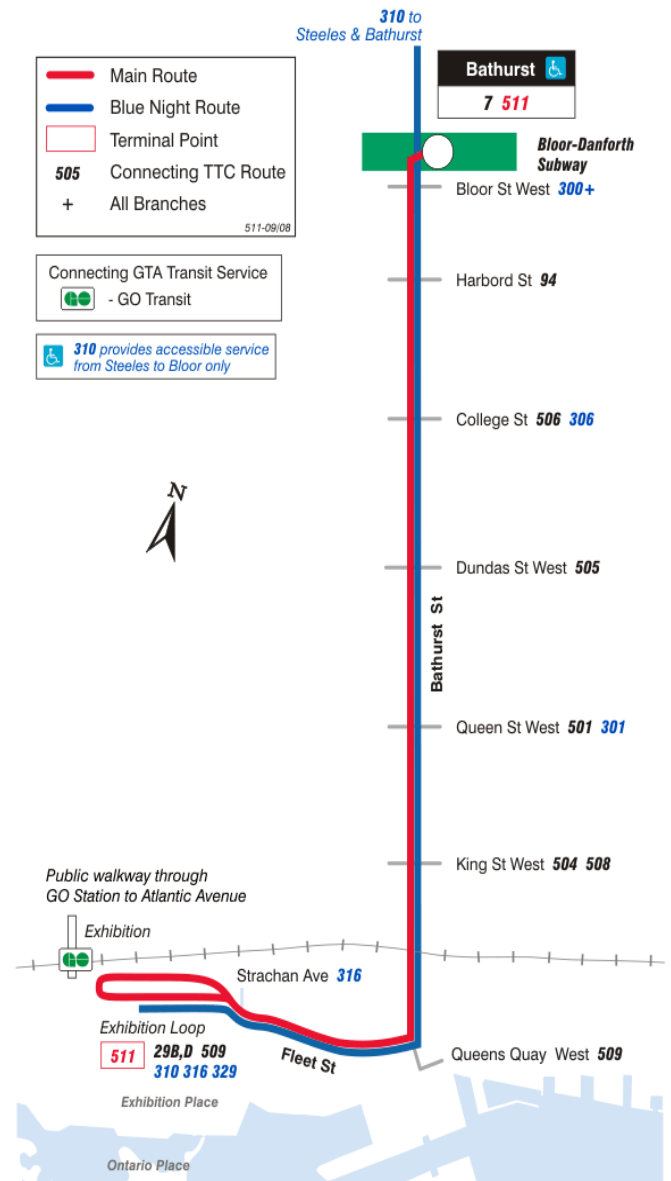 310 to
Steeles & Bathurst
Main Route
Blue Night Route
Terminal Point
505 Connecting TTC Route
+ All Branches
511-09/08
Bathurst
7 511
Bloor-Danforth
Subway
Bloor St West 300+
Connecting GTA Transit Service
GO - GO Transit
Harbord St 94
310 provides accessible service
from Steeles to Bloor only
College St 506 306
N
Dundas St West 505
Bathurst St
Queen St West 501 301
King St West 504 508
Public walkway through
GO Station to Atlantic Avenue
Exhibition
GO
Strachan Ave 316
Exhibition Loop
511 29B,D 509
310 316 329
Fleet St
Queens Quay West 509
Exhibition Place
Ontario Place